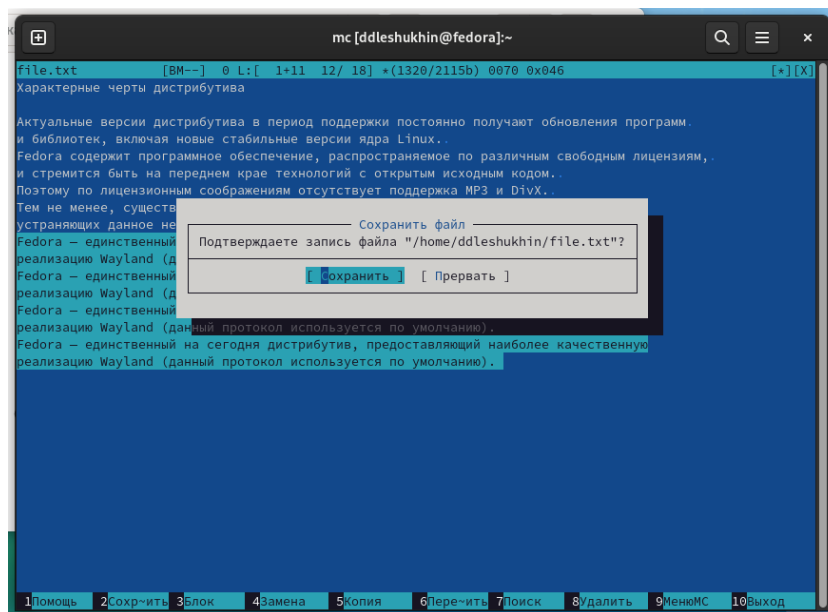 mc [ddleshukhin@fedora]:~
file.txt [BM--] 0 L:[ 1+11 12/ 18] *(1320/2115b) 0070 0x046 [*][X]
Характерные черты дистрибутива
Актуальные версии дистрибутива в период поддержки постоянно получают обновления программ.
и библиотек, включая новые стабильные версии ядра Linux..
Fedora содержит программное обеспечение, распространяемое по различным свободным лицензиям,.
и стремится быть на переднем крае технологий с открытым исходным кодом..
Поэтому по лицензионным соображениям отсутствует поддержка MP3 и DivX..
Тем не менее, существ
устраняющих данное не
Fedora — единственный
реализацию Wayland (д
Fedora — единственный
реализацию Wayland (д
Fedora — единственный
реализацию Wayland (данный протокол используется по умолчанию).
Fedora — единственный на сегодня дистрибутив, предоставляющий наиболее качественную
реализацию Wayland (данный протокол используется по умолчанию).
Сохранить файл
Подтверждаете запись файла "/home/ddleshukhin/file.txt"?
[ Сохранить ] [ Прервать ]
1Помощь 2Сохр~ить 3Блок 4Замена 5Копия 6Пере~ить 7Поиск 8Удалить 9МенюMC 10Выход